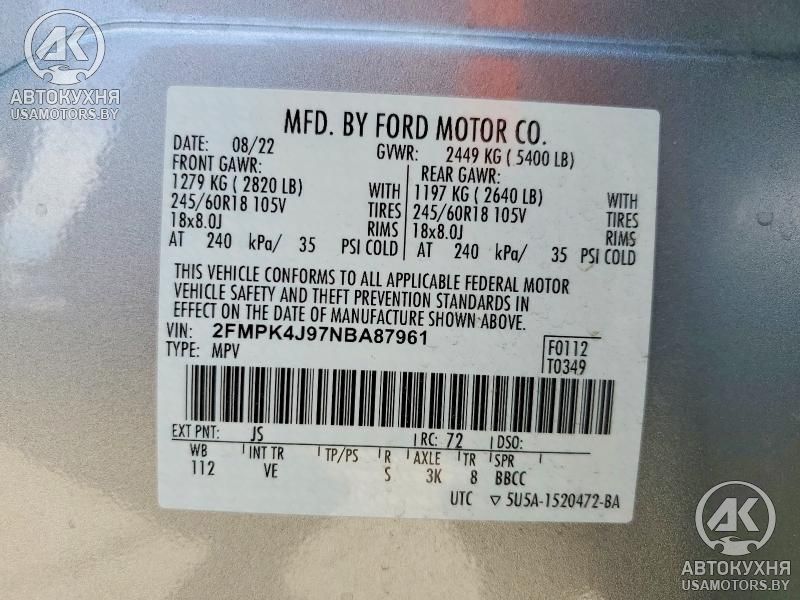 AK
АВТОКУХНЯ
USAMOTORS.BY
MFD. BY FORD MOTOR CO.
DATE: 08/22 GVWR: 2449 KG ( 5400 LB)
FRONT GAWR: REAR GAWR:
1279 KG ( 2820 LB) WITH 1197 KG ( 2640 LB) WITH
245/60R18 105V TIRES 245/60R18 105V TIRES
18x8.0J RIMS 18x8.0J RIMS
AT 240 kPa/ 35 PSI COLD AT 240 kPa/ 35 PSI COLD
THIS VEHICLE CONFORMS TO ALL APPLICABLE FEDERAL MOTOR
VEHICLE SAFETY AND THEFT PREVENTION STANDARDS IN
EFFECT ON THE DATE OF MANUFACTURE SHOWN ABOVE.
VIN: 2FMPK4J97NBA87961
TYPE: MPV
F0112
T0349
EXT PNT: JS RC: 72 DSO:
WB INT TR TP/PS R AXLE TR SPR
112 VE S 3K 8 BBCC
UTC ▽ 5U5A-1520472-BA
AK
АВТОКУХНЯ
USAMOTORS.BY